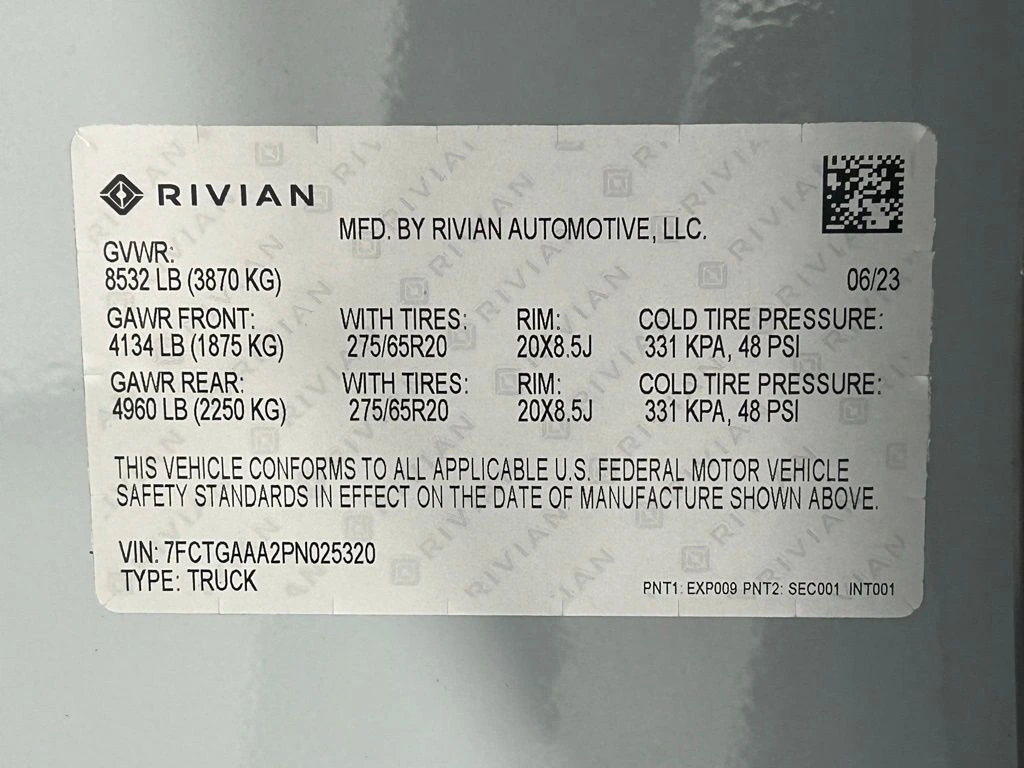 RIVIAN
MFD. BY RIVIAN AUTOMOTIVE, LLC.
GVWR:
8532 LB (3870 KG) 06/23
GAWR FRONT: WITH TIRES: RIM: COLD TIRE PRESSURE:
4134 LB (1875 KG) 275/65R20 20X8.5J 331 KPA, 48 PSI
GAWR REAR: WITH TIRES: RIM: COLD TIRE PRESSURE:
4960 LB (2250 KG) 275/65R20 20X8.5J 331 KPA, 48 PSI
THIS VEHICLE CONFORMS TO ALL APPLICABLE U.S. FEDERAL MOTOR VEHICLE
SAFETY STANDARDS IN EFFECT ON THE DATE OF MANUFACTURE SHOWN ABOVE.
VIN: 7FCTGAAA2PN025320
TYPE: TRUCK
PNT1: EXP009 PNT2: SEC001 INT001